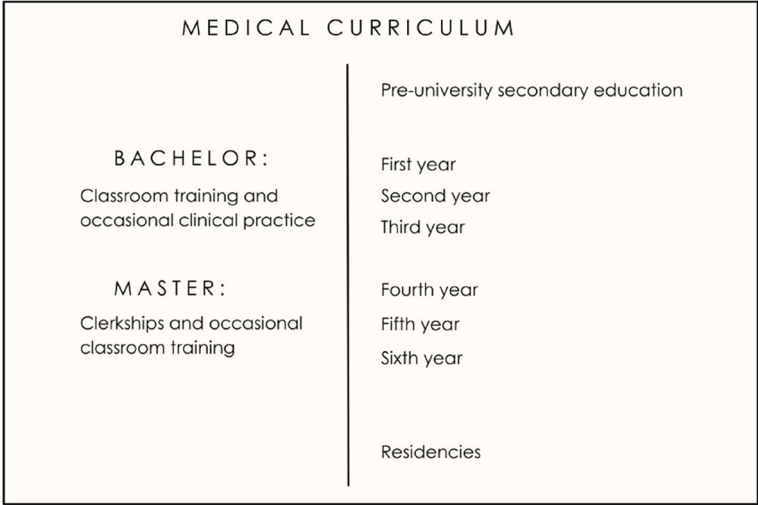 MEDICAL CURRICULUM
Pre-university secondary education
BACHELOR:
Classroom training and
occasional clinical practice
First year
Second year
Third year
MASTER:
Clerkships and occasional
classroom training
Fourth year
Fifth year
Sixth year
Residencies